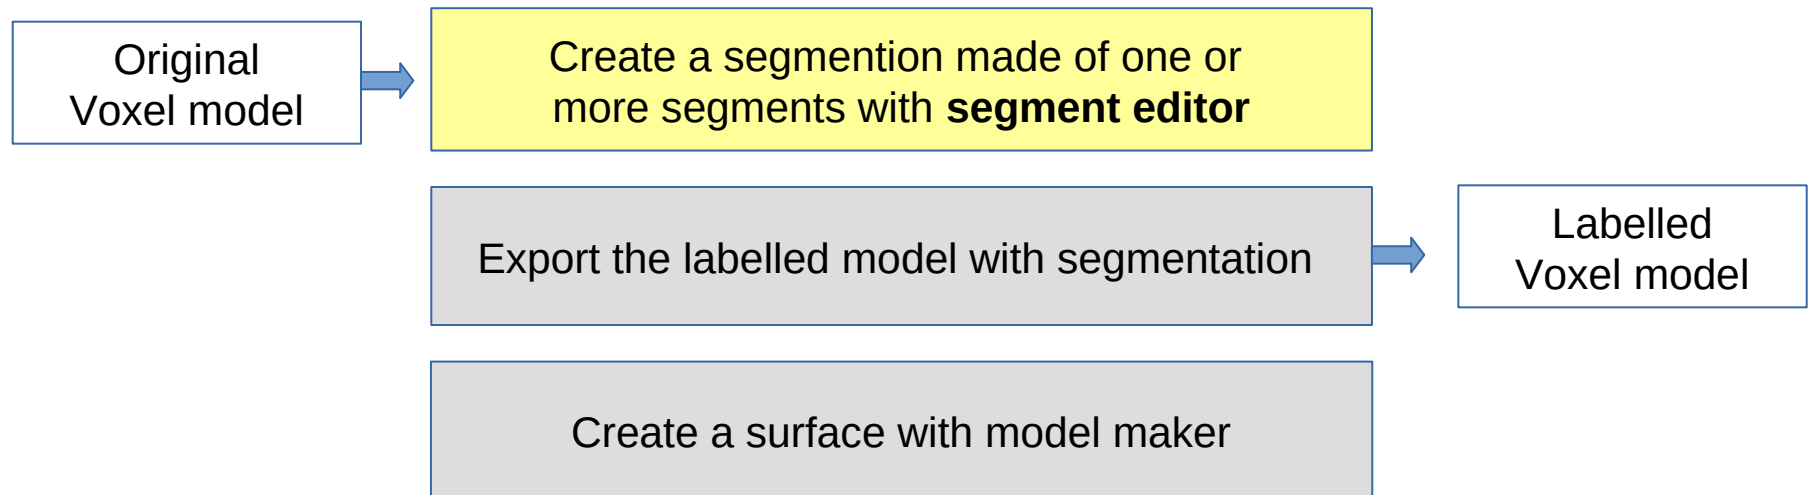 Original
Voxel model
Create a segmention made of one or
more segments with segment editor
Export the labelled model with segmentation
Labelled
Voxel model
Create a surface with model maker